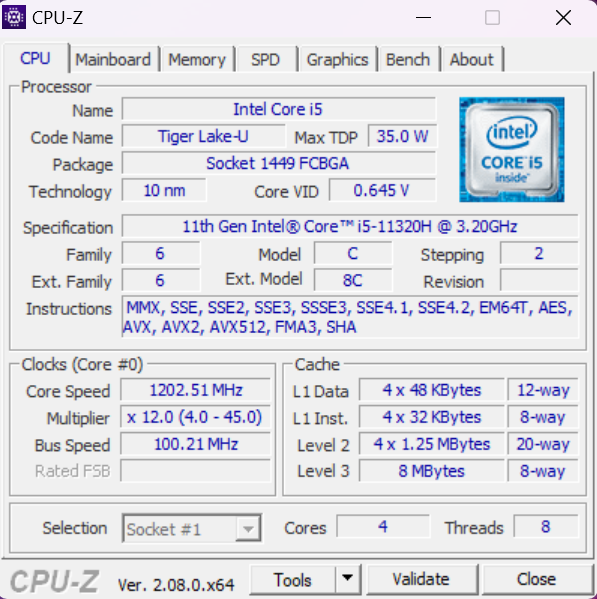 CPU-Z
CPU Mainboard Memory SPD Graphics Bench About
Processor
Name Intel Core i5
Code Name Tiger Lake-U Max TDP 35.0 W
Package Socket 1449 FCBGA
Technology 10 nm Core VID 0.645 V
intel
CORE i5
inside™
Specification 11th Gen Intel® Core™ i5-11320H @ 3.20GHz
Family 6 Model C Stepping 2
Ext. Family 6 Ext. Model 8C Revision
Instructions MMX, SSE, SSE2, SSE3, SSSE3, SSE4.1, SSE4.2, EM64T, AES,
AVX, AVX2, AVX512, FMA3, SHA
Clocks (Core #0)
Core Speed 1202.51 MHz
Multiplier x 12.0 (4.0 - 45.0)
Bus Speed 100.21 MHz
Rated FSB
Cache
L1 Data 4 x 48 KBytes 12-way
L1 Inst. 4 x 32 KBytes 8-way
Level 2 4 x 1.25 MBytes 20-way
Level 3 8 MBytes 8-way
Selection Socket #1 Cores 4 Threads 8
CPU-Z Ver. 2.08.0.x64 Tools Validate Close